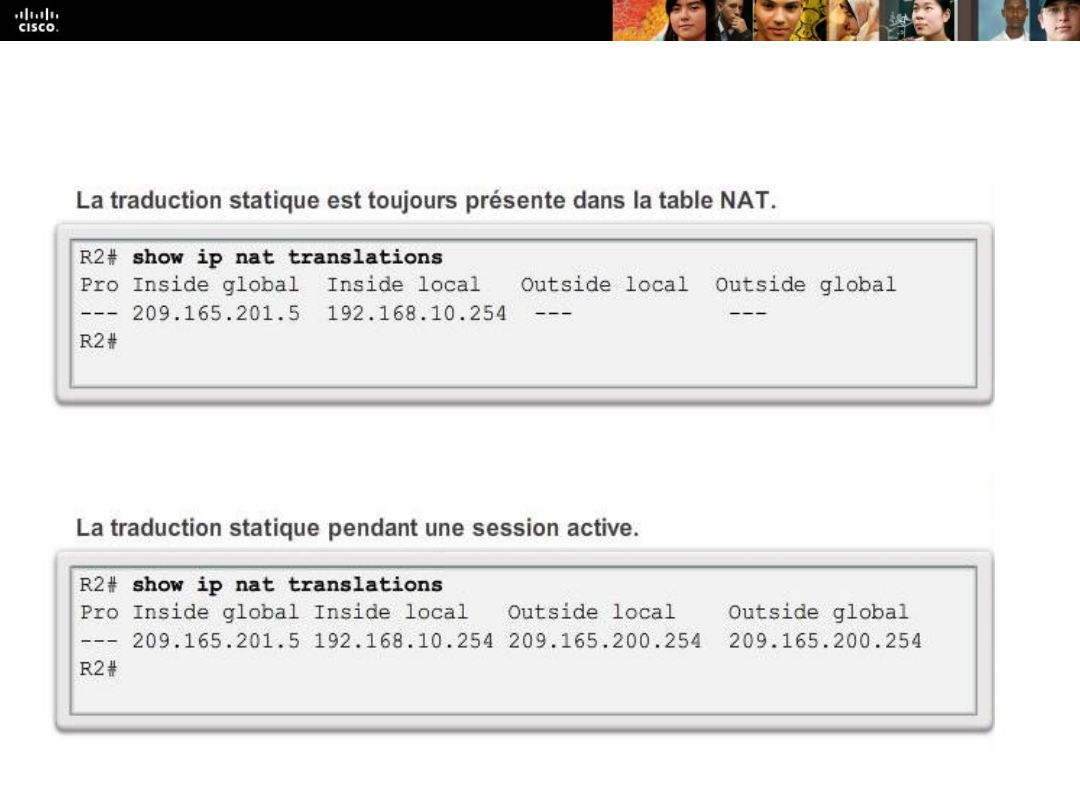 CISCO.
La traduction statique est toujours présente dans la table NAT.
R2# show ip nat translations
Pro Inside global  Inside local   Outside local  Outside global
--- 209.165.201.5  192.168.10.254  ---            ---
R2#
La traduction statique pendant une session active.
R2# show ip nat translations
Pro Inside global Inside local   Outside local    Outside global
--- 209.165.201.5 192.168.10.254 209.165.200.254  209.165.200.254
R2#